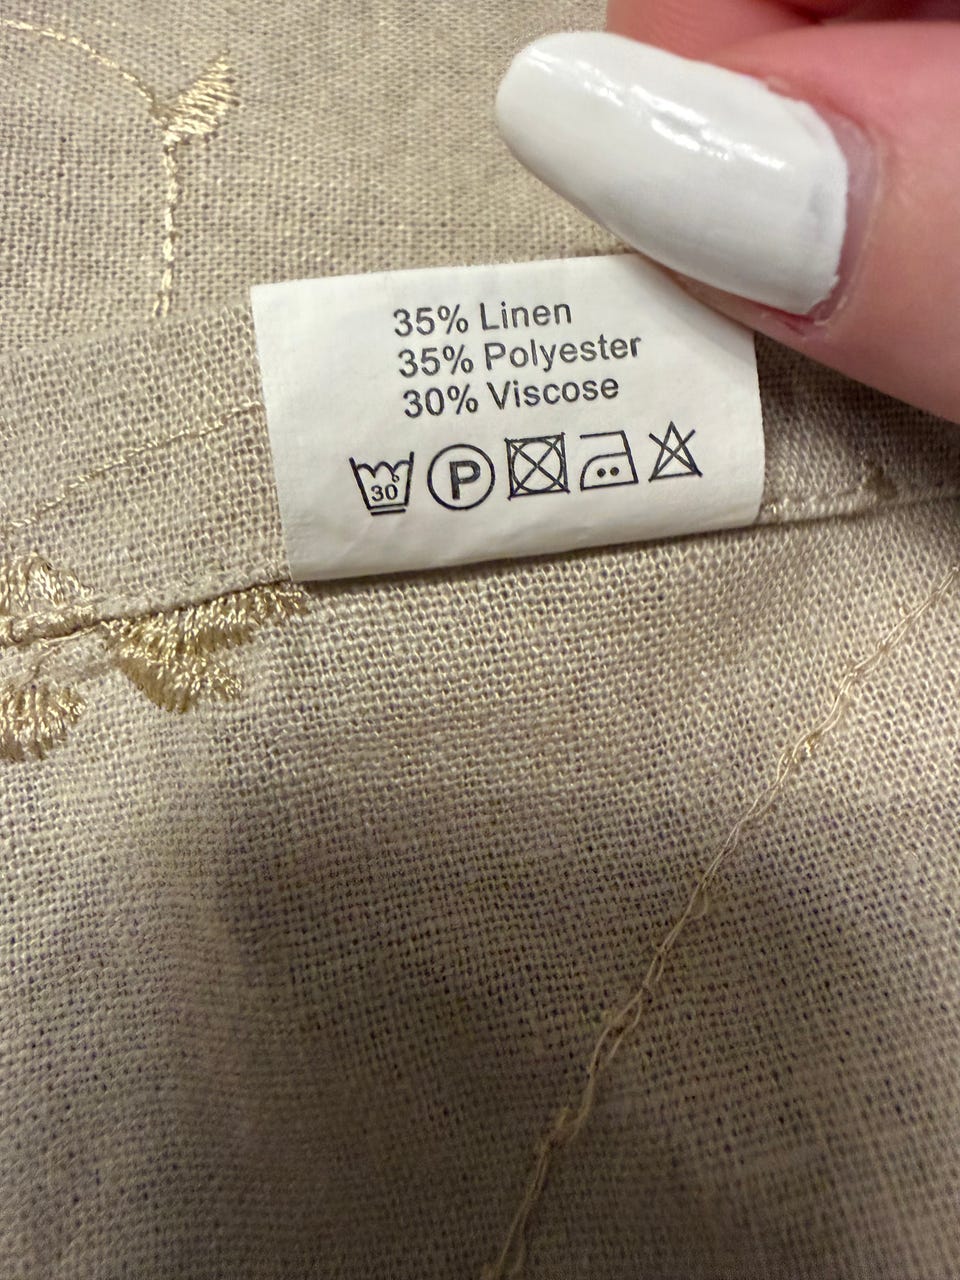 35% Linen
35% Polyester
30% Viscose
30 P